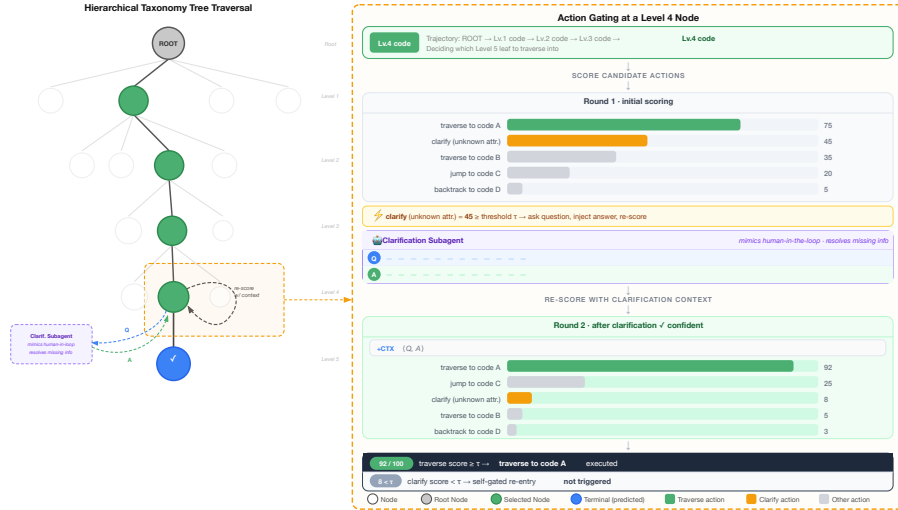 Hierarchical Taxonomy Tree Traversal
ROOT
Root
Level 1
Level 2
Level 3
Level 4
Level 5
re-score
w/ context
Q
A
Clarif. Subagent
mimics human-in-loop
resolves missing info
✓
Action Gating at a Level 4 Node
Lv.4 code
Trajectory: ROOT → Lv.1 code → Lv.2 code → Lv.3 code → Lv.4 code
Deciding which Level 5 leaf to traverse into
SCORE CANDIDATE ACTIONS
Round 1 · initial scoring
traverse to code A 75
clarify (unknown attr.) 45
traverse to code B 35
jump to code C 20
backtrack to code D 5
⚡ clarify (unknown attr.) = 45 ≥ threshold τ → ask question, inject answer, re-score
Clarification Subagent mimics human-in-the-loop · resolves missing info
Q
A
RE-SCORE WITH CLARIFICATION CONTEXT
Round 2 · after clarification ✓ confident
+CTX (Q, A)
traverse to code A 92
jump to code C 25
clarify (unknown attr.) 8
traverse to code B 5
backtrack to code D 3
92 / 100 traverse score ≥ τ → traverse to code A executed
8 < τ clarify score < τ → self-gated re-entry not triggered
Node Root Node Selected Node Terminal (predicted) Traverse action Clarify action Other action